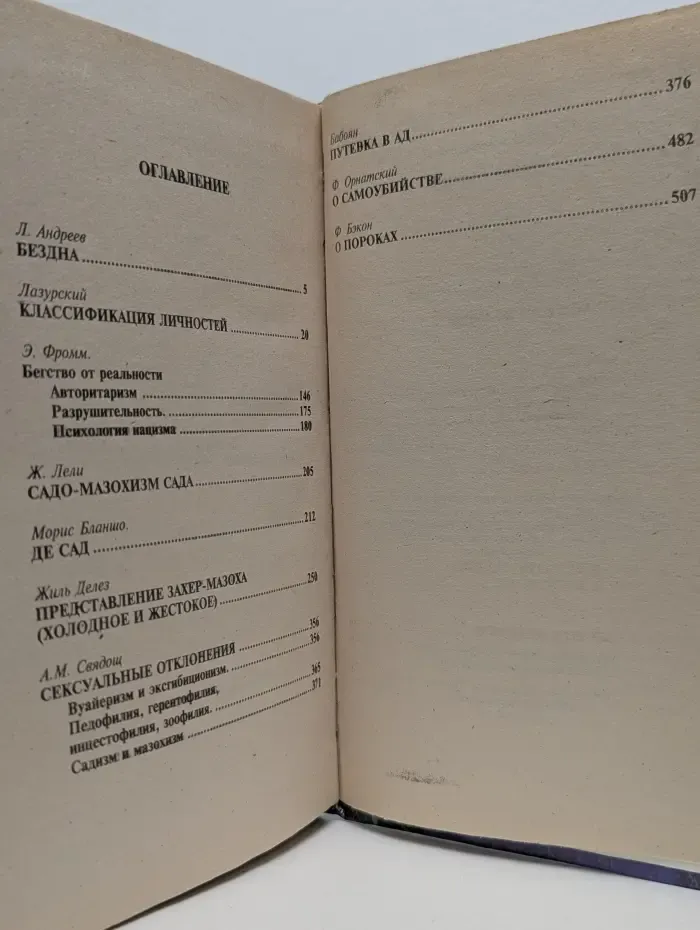 ОГЛАВЛЕНИЕ
Л. Андреев
БЕЗДНА ..... 5
Лазурский
КЛАССИФИКАЦИЯ ЛИЧНОСТЕЙ ..... 20
Э. Фромм.
Бегство от реальности
Авторитаризм ..... 146
Разрушительность. ..... 175
Психология нацизма ..... 180
Ж. Лели
САДО-МАЗОХИЗМ САДА ..... 205
Морис Бланшо.
ДЕ САД ..... 212
Жиль Делез
ПРЕДСТАВЛЕНИЕ ЗАХЕР-МАЗОХА
(ХОЛОДНОЕ И ЖЕСТОКОЕ) ..... 250
А.М. Свядощ
СЕКСУАЛЬНЫЕ ОТКЛОНЕНИЯ ..... 356
Вуайеризм и эксгибиционизм. ..... 356
Педофилия, герентофилия,
инцестофилия, зоофилия. ..... 365
Садизм и мазохизм ..... 371
Бабоян
ПУТЕВКА В АД ..... 376
Ф Орнатский
О САМОУБИЙСТВЕ ..... 482
Ф Бэкон
О ПОРОКАХ ..... 507